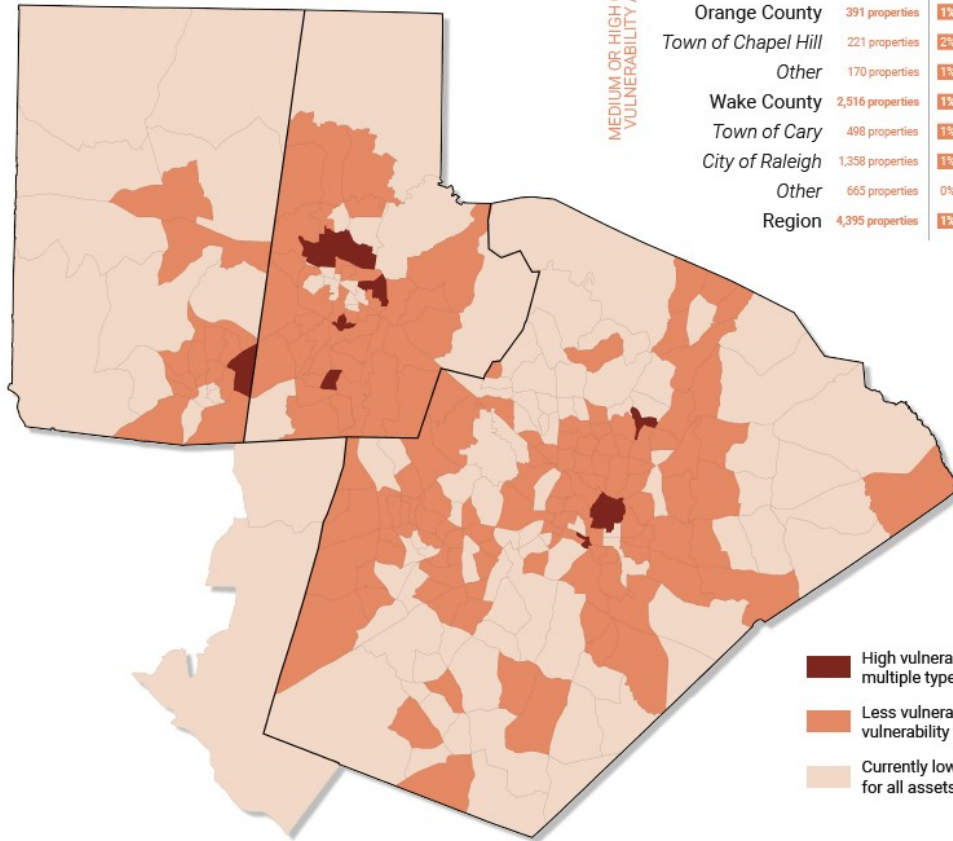 MEDIUM OR HIGH
VULNERABILITY
Orange County 391 properties 1%
Town of Chapel Hill 221 properties 2%
Other 170 properties 1%
Wake County 2,516 properties 1%
Town of Cary 498 properties 1%
City of Raleigh 1,358 properties 1%
Other 665 properties 0%
Region 4,395 properties 1%
High
multiple
Less
vulnerability
Currently low
for all assets